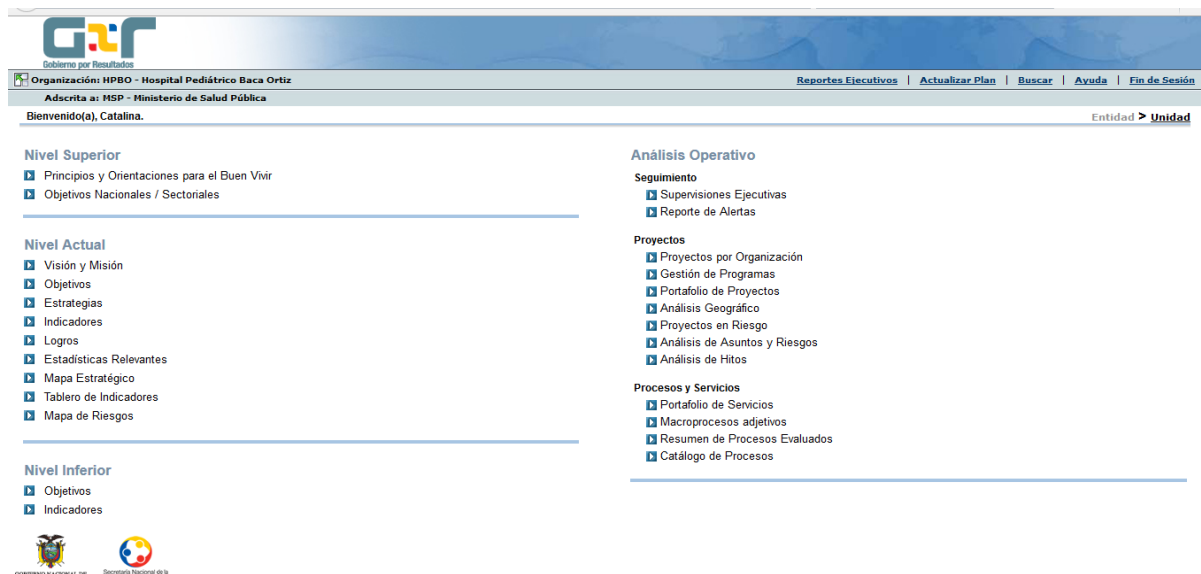 GPR
Gobierno por Resultados
Organización: HPBO - Hospital Pediátrico Baca Ortiz
Reportes Ejecutivos | Actualizar Plan | Buscar | Ayuda | Fin de Sesión
Adscrita a: MSP - Ministerio de Salud Pública
Bienvenido(a), Catalina.
Entidad > Unidad
Nivel Superior
Principios y Orientaciones para el Buen Vivir
Objetivos Nacionales / Sectoriales
Nivel Actual
Visión y Misión
Objetivos
Estrategias
Indicadores
Logros
Estadísticas Relevantes
Mapa Estratégico
Tablero de Indicadores
Mapa de Riesgos
Nivel Inferior
Objetivos
Indicadores
Análisis Operativo
Seguimiento
Supervisiones Ejecutivas
Reporte de Alertas
Proyectos
Proyectos por Organización
Gestión de Programas
Portafolio de Proyectos
Análisis Geográfico
Proyectos en Riesgo
Análisis de Asuntos y Riesgos
Análisis de Hitos
Procesos y Servicios
Portafolio de Servicios
Macroprocesos adjetivos
Resumen de Procesos Evaluados
Catálogo de Procesos
GOBIERNO NACIONAL DE
Secretaría Nacional de la